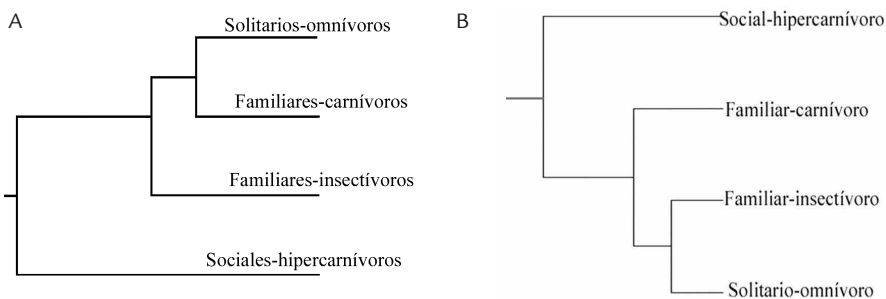 A
Solitarios-omnívoros
Familiares-carnívoros
Familiares-insectívoros
Sociales-hipercarnívoros
B
Social-hipercarnívoro
Familiar-carnívoro
Familiar-insectívoro
Solitario-omnívoro